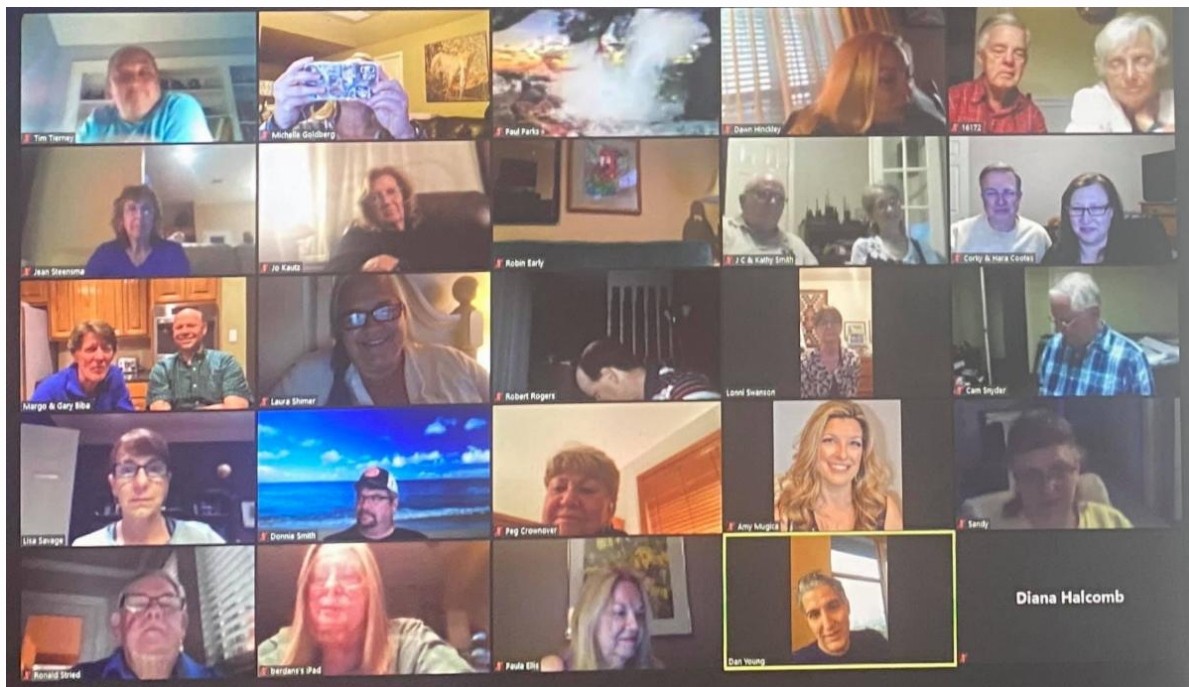 Tim Tierney
Michelle Goldberg
Paul Parks
Dawn Hinckley
16172
Jean Steensma
Jo Kautz
Robin Early
J C & Kathy Smith
Corky & Nara Cootes
Margo & Gary Biba
Laura Shimer
Robert Rogers
Lonni Swanson
Cam Snyder
Lisa Savage
Donnie Smith
Peg Crownover
Amy Mugica
Sandy
Ronald Stried
berdans's iPad
Paula Ellis
Dan Young
Diana Halcomb